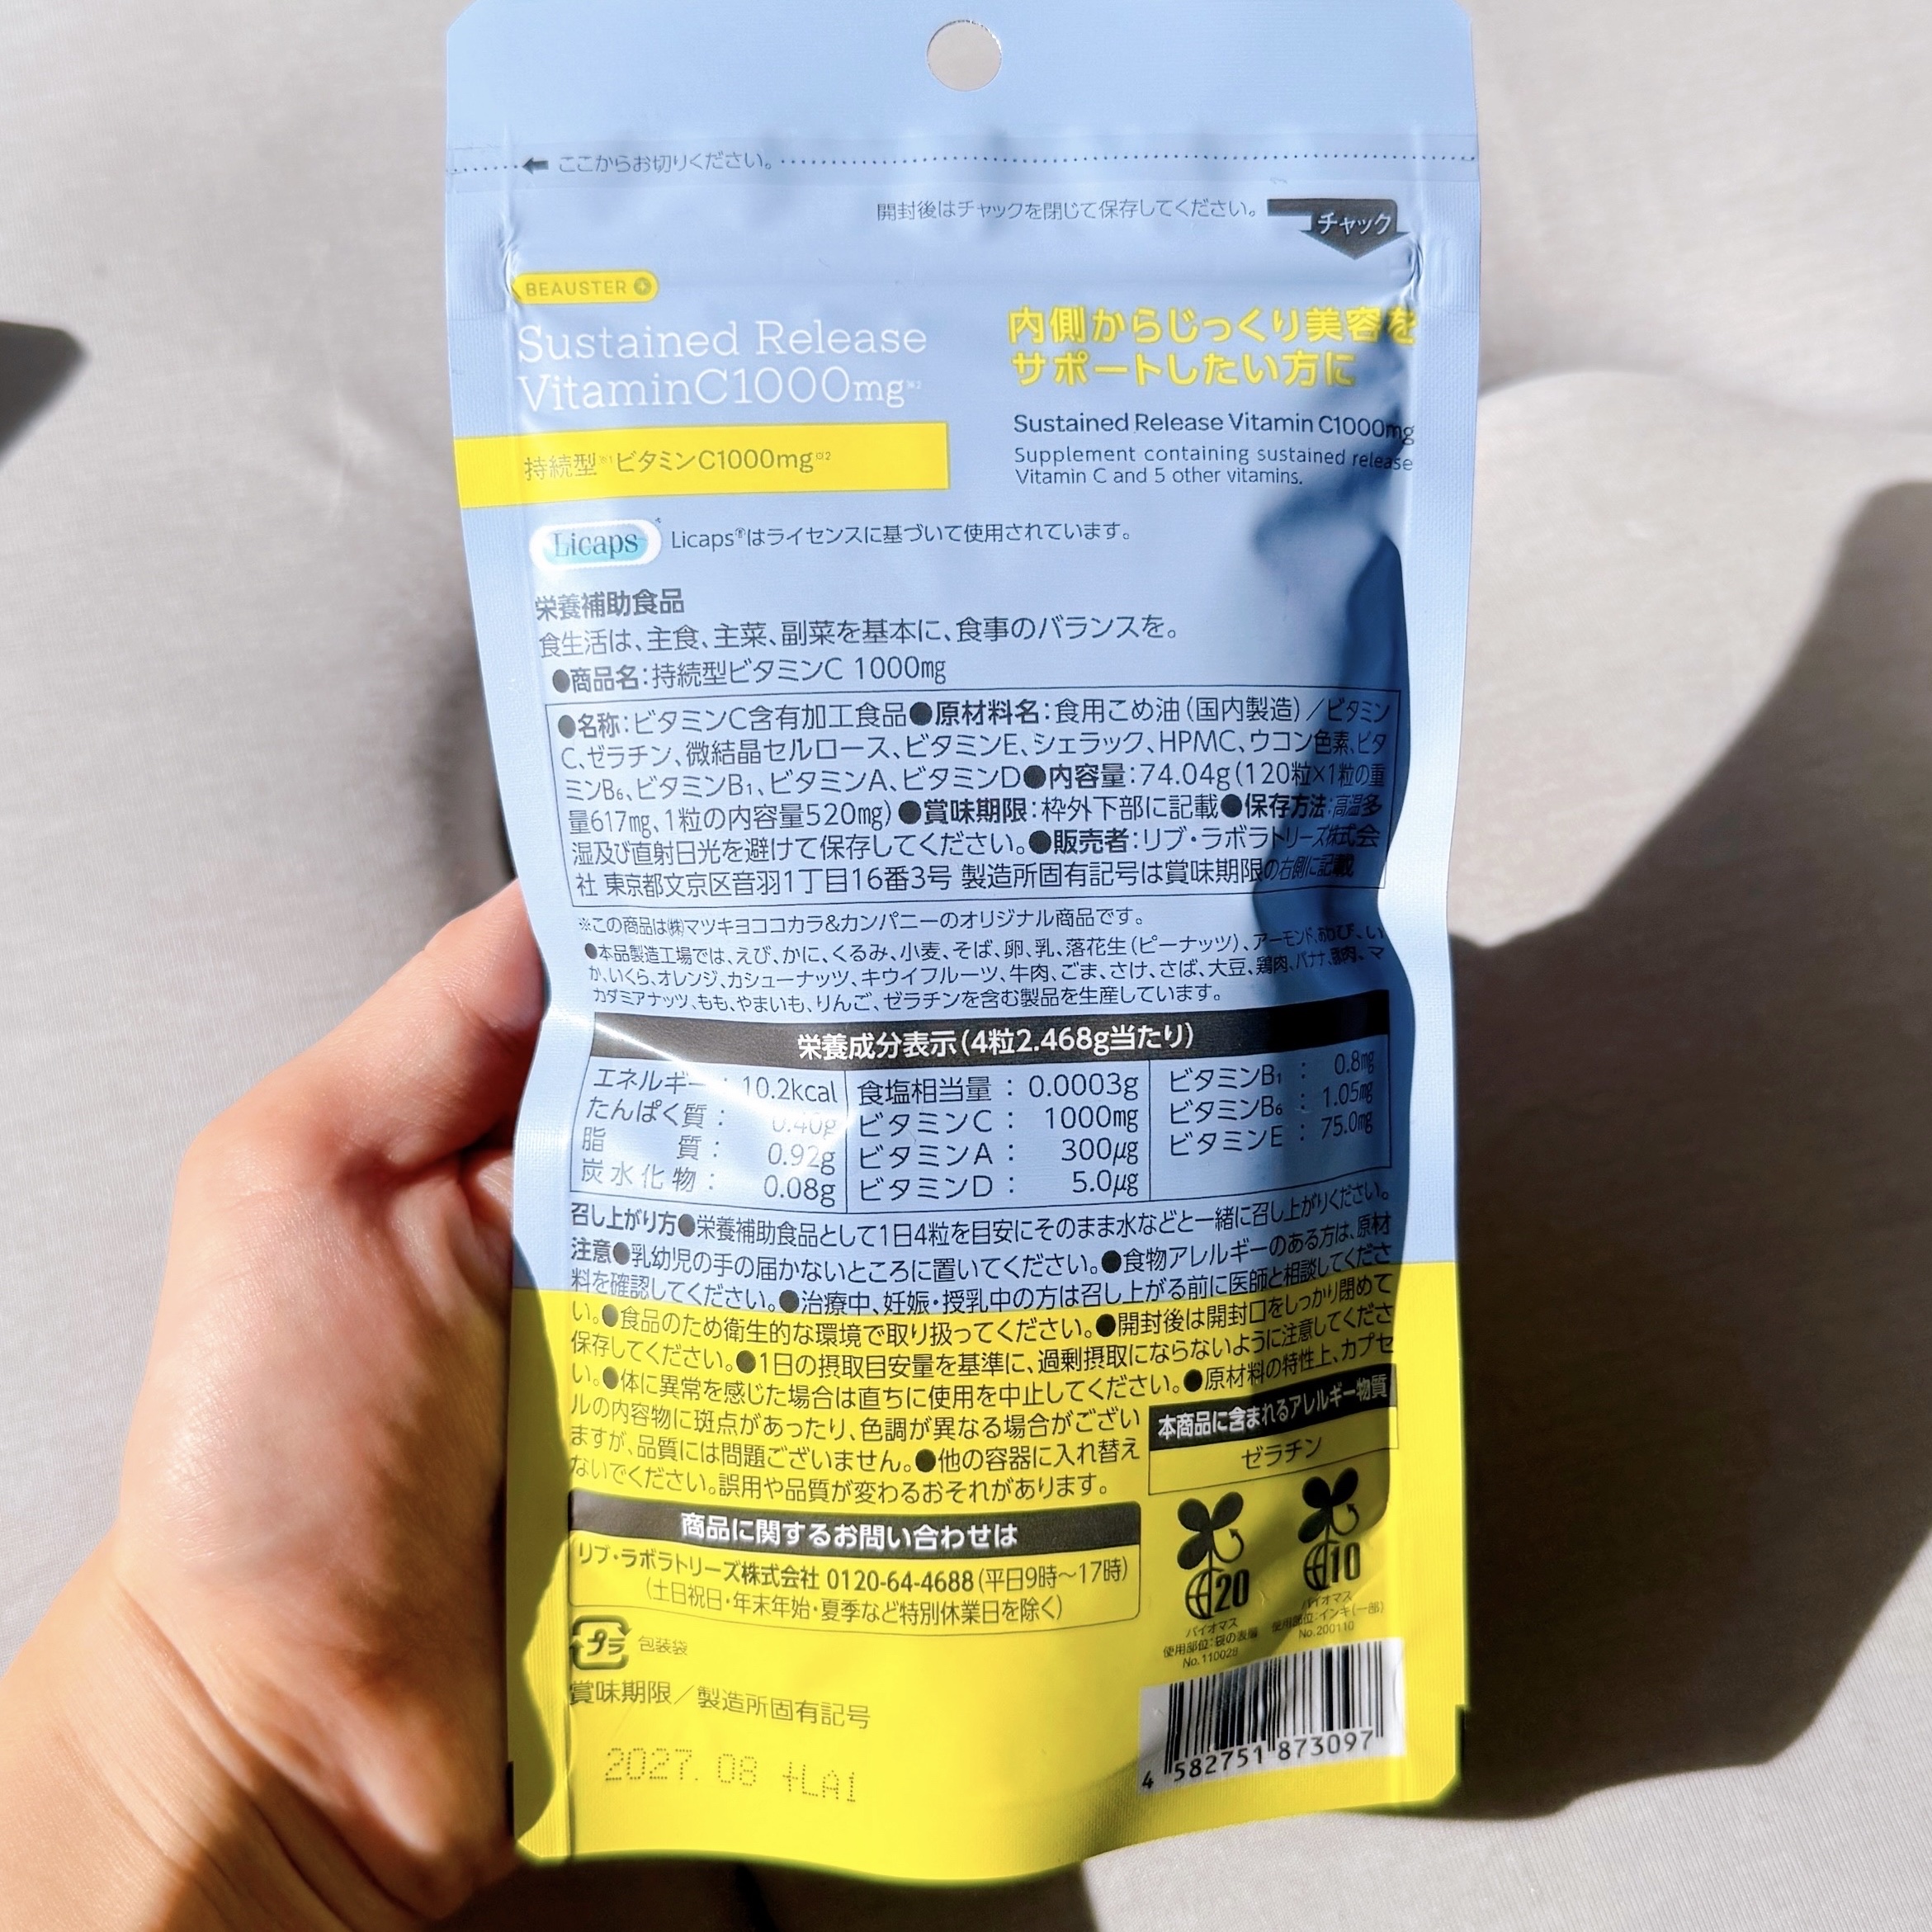 ここからお切りください。
開封後はチャックを閉じて保存してください。
チャック
BEAUSTER
Sustained Release
VitaminC1000mg※2
持続型※1ビタミンC1000mg※2
内側からじっくり美容を
サポートしたい方に
Sustained Release Vitamin C1000mg
Supplement containing sustained release
Vitamin C and 5 other vitamins.
Licaps
Licaps®はライセンスに基づいて使用されています。
栄養補助食品
食生活は、主食、主菜、副菜を基本に、食事のバランスを。
●商品名：持続型ビタミンC 1000mg
●名称：ビタミンC含有加工食品●原材料名：食用こめ油（国内製造）／ビタミン
C、ゼラチン、微結晶セルロース、ビタミンE、シェラック、HPMC、ウコン色素、ビタ
ミンB₆、ビタミンB₁、ビタミンA、ビタミンD●内容量：74.04g（120粒×1粒の重
量617mg、1粒の内容量520mg）●賞味期限：枠外下部に記載●保存方法：高温多
湿及び直射日光を避けて保存してください。●販売者：リブ・ラボラトリーズ株式会
社 東京都文京区音羽1丁目16番3号 製造所固有記号は賞味期限の右側に記載
※この商品は㈱マツキヨココカラ&カンパニーのオリジナル商品です。
●本品製造工場では、えび、かに、くるみ、小麦、そば、卵、乳、落花生（ピーナッツ）、アーモンド、あわび、い
か、いくら、オレンジ、カシューナッツ、キウイフルーツ、牛肉、ごま、さけ、さば、大豆、鶏肉、バナナ、豚肉、マ
カダミアナッツ、もも、やまいも、りんご、ゼラチンを含む製品を生産しています。
栄養成分表示（4粒2.468g当たり）
エネルギー：10.2kcal
たんぱく質：0.40g
脂質：0.92g
炭水化物：0.08g
食塩相当量：0.0003g
ビタミンC：1000mg
ビタミンA：300μg
ビタミンD：5.0μg
ビタミンB₁：0.8mg
ビタミンB₆：1.05mg
ビタミンE：75.0mg
召し上がり方●栄養補助食品として1日4粒を目安にそのまま水などと一緒に召し上がりください。
注意●乳幼児の手の届かないところに置いてください。●食物アレルギーのある方は、原材
料を確認してください。●治療中、妊娠・授乳中の方は召し上がる前に医師と相談してくださ
い。●食品のため衛生的な環境で取り扱ってください。●開封後は開封口をしっかり閉めて
保存してください。●1日の摂取目安量を基準に、過剰摂取にならないように注意してくださ
い。●体に異常を感じた場合は直ちに使用を中止してください。●原材料の特性上、カプセ
ルの内容物に斑点があったり、色調が異なる場合がござい
ますが、品質には問題ございません。●他の容器に入れ替え
ないでください。誤用や品質が変わるおそれがあります。
本商品に含まれるアレルギー物質
ゼラチン
商品に関するお問い合わせは
リブ・ラボラトリーズ株式会社 0120-64-4688（平日9時〜17時）
（土日祝日・年末年始・夏季など特別休業日を除く）
20
バイオマス
使用部位：袋の表層
No.110028
10
バイオマス
使用部位：インキ（一部）
No.200110
プラ 包装袋
賞味期限／製造所固有記号
2027.08 +LA1
4 582751 873097